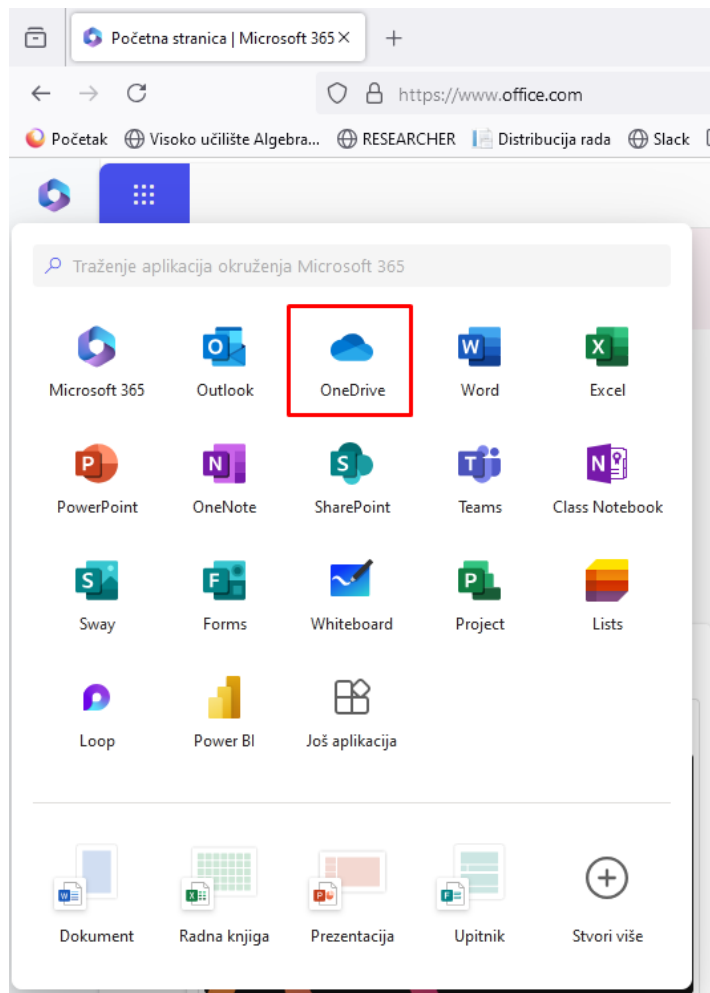 Početna stranica | Microsoft 365
https://www.office.com
Početak Visoko učilište Algebra... RESEARCHER Distribucija rada Slack
Traženje aplikacija okruženja Microsoft 365
Microsoft 365 Outlook OneDrive Word Excel
PowerPoint OneNote SharePoint Teams Class Notebook
Sway Forms Whiteboard Project Lists
Loop Power BI Još aplikacija
Dokument Radna knjiga Prezentacija Upitnik Stvori više